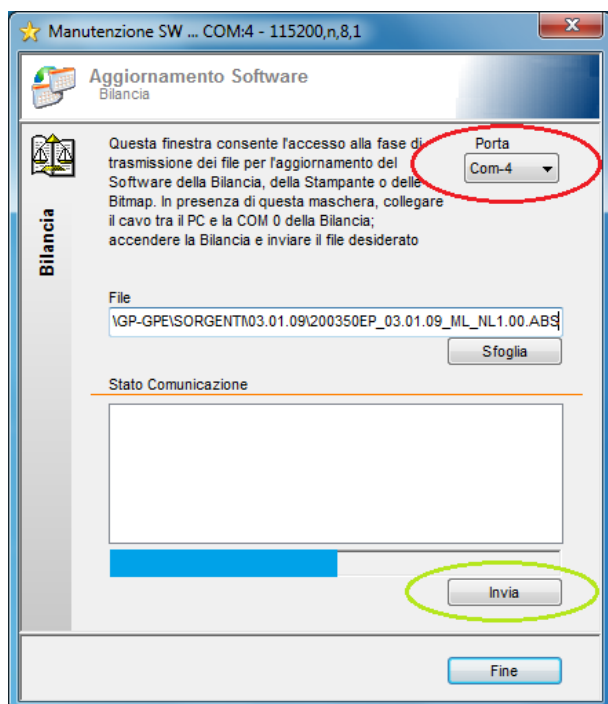 Manutenzione SW ... COM:4 - 115200,n,8,1
Aggiornamento Software
Bilancia
Bilancia
Questa finestra consente l'accesso alla fase di
trasmissione dei file per l'aggiornamento del
Software della Bilancia, della Stampante o delle
Bitmap. In presenza di questa maschera, collegare
il cavo tra il PC e la COM 0 della Bilancia;
accendere la Bilancia e inviare il file desiderato
Porta
Com-4
File
\GP-GPE\SORGENTI\03.01.09\200350EP_03.01.09_ML_NL1.00.ABS
Sfoglia
Stato Comunicazione
Invia
Fine